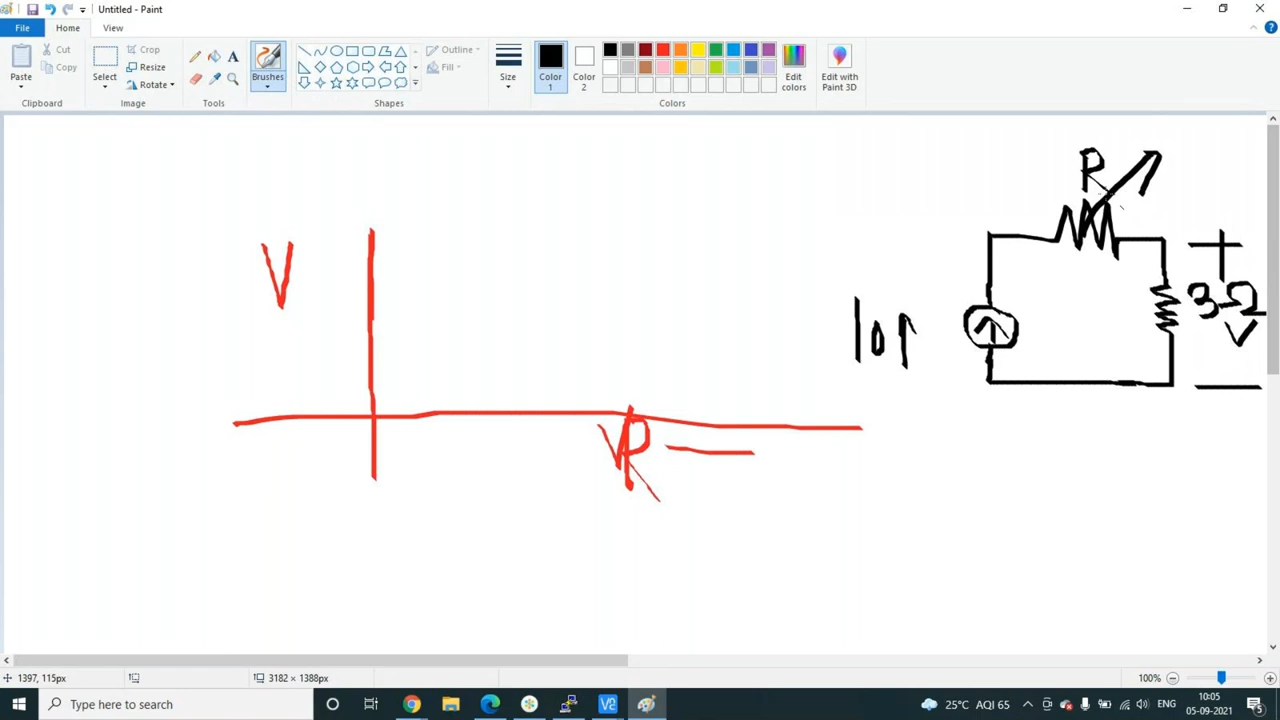 Untitled - Paint
File
Home
View
Paste
Cut
Copy
Clipboard
Select
Crop
Resize
Rotate
Image
Tools
Brushes
Shapes
Outline
Fill
Size
Color 1
Color 2
Colors
Edit colors
Edit with Paint 3D
V
R
R
+
3Ω
V
1397, 115px
3182 × 1388px
100%
Type here to search
25°C AQI 65
ENG
10:05
05-09-2021
5